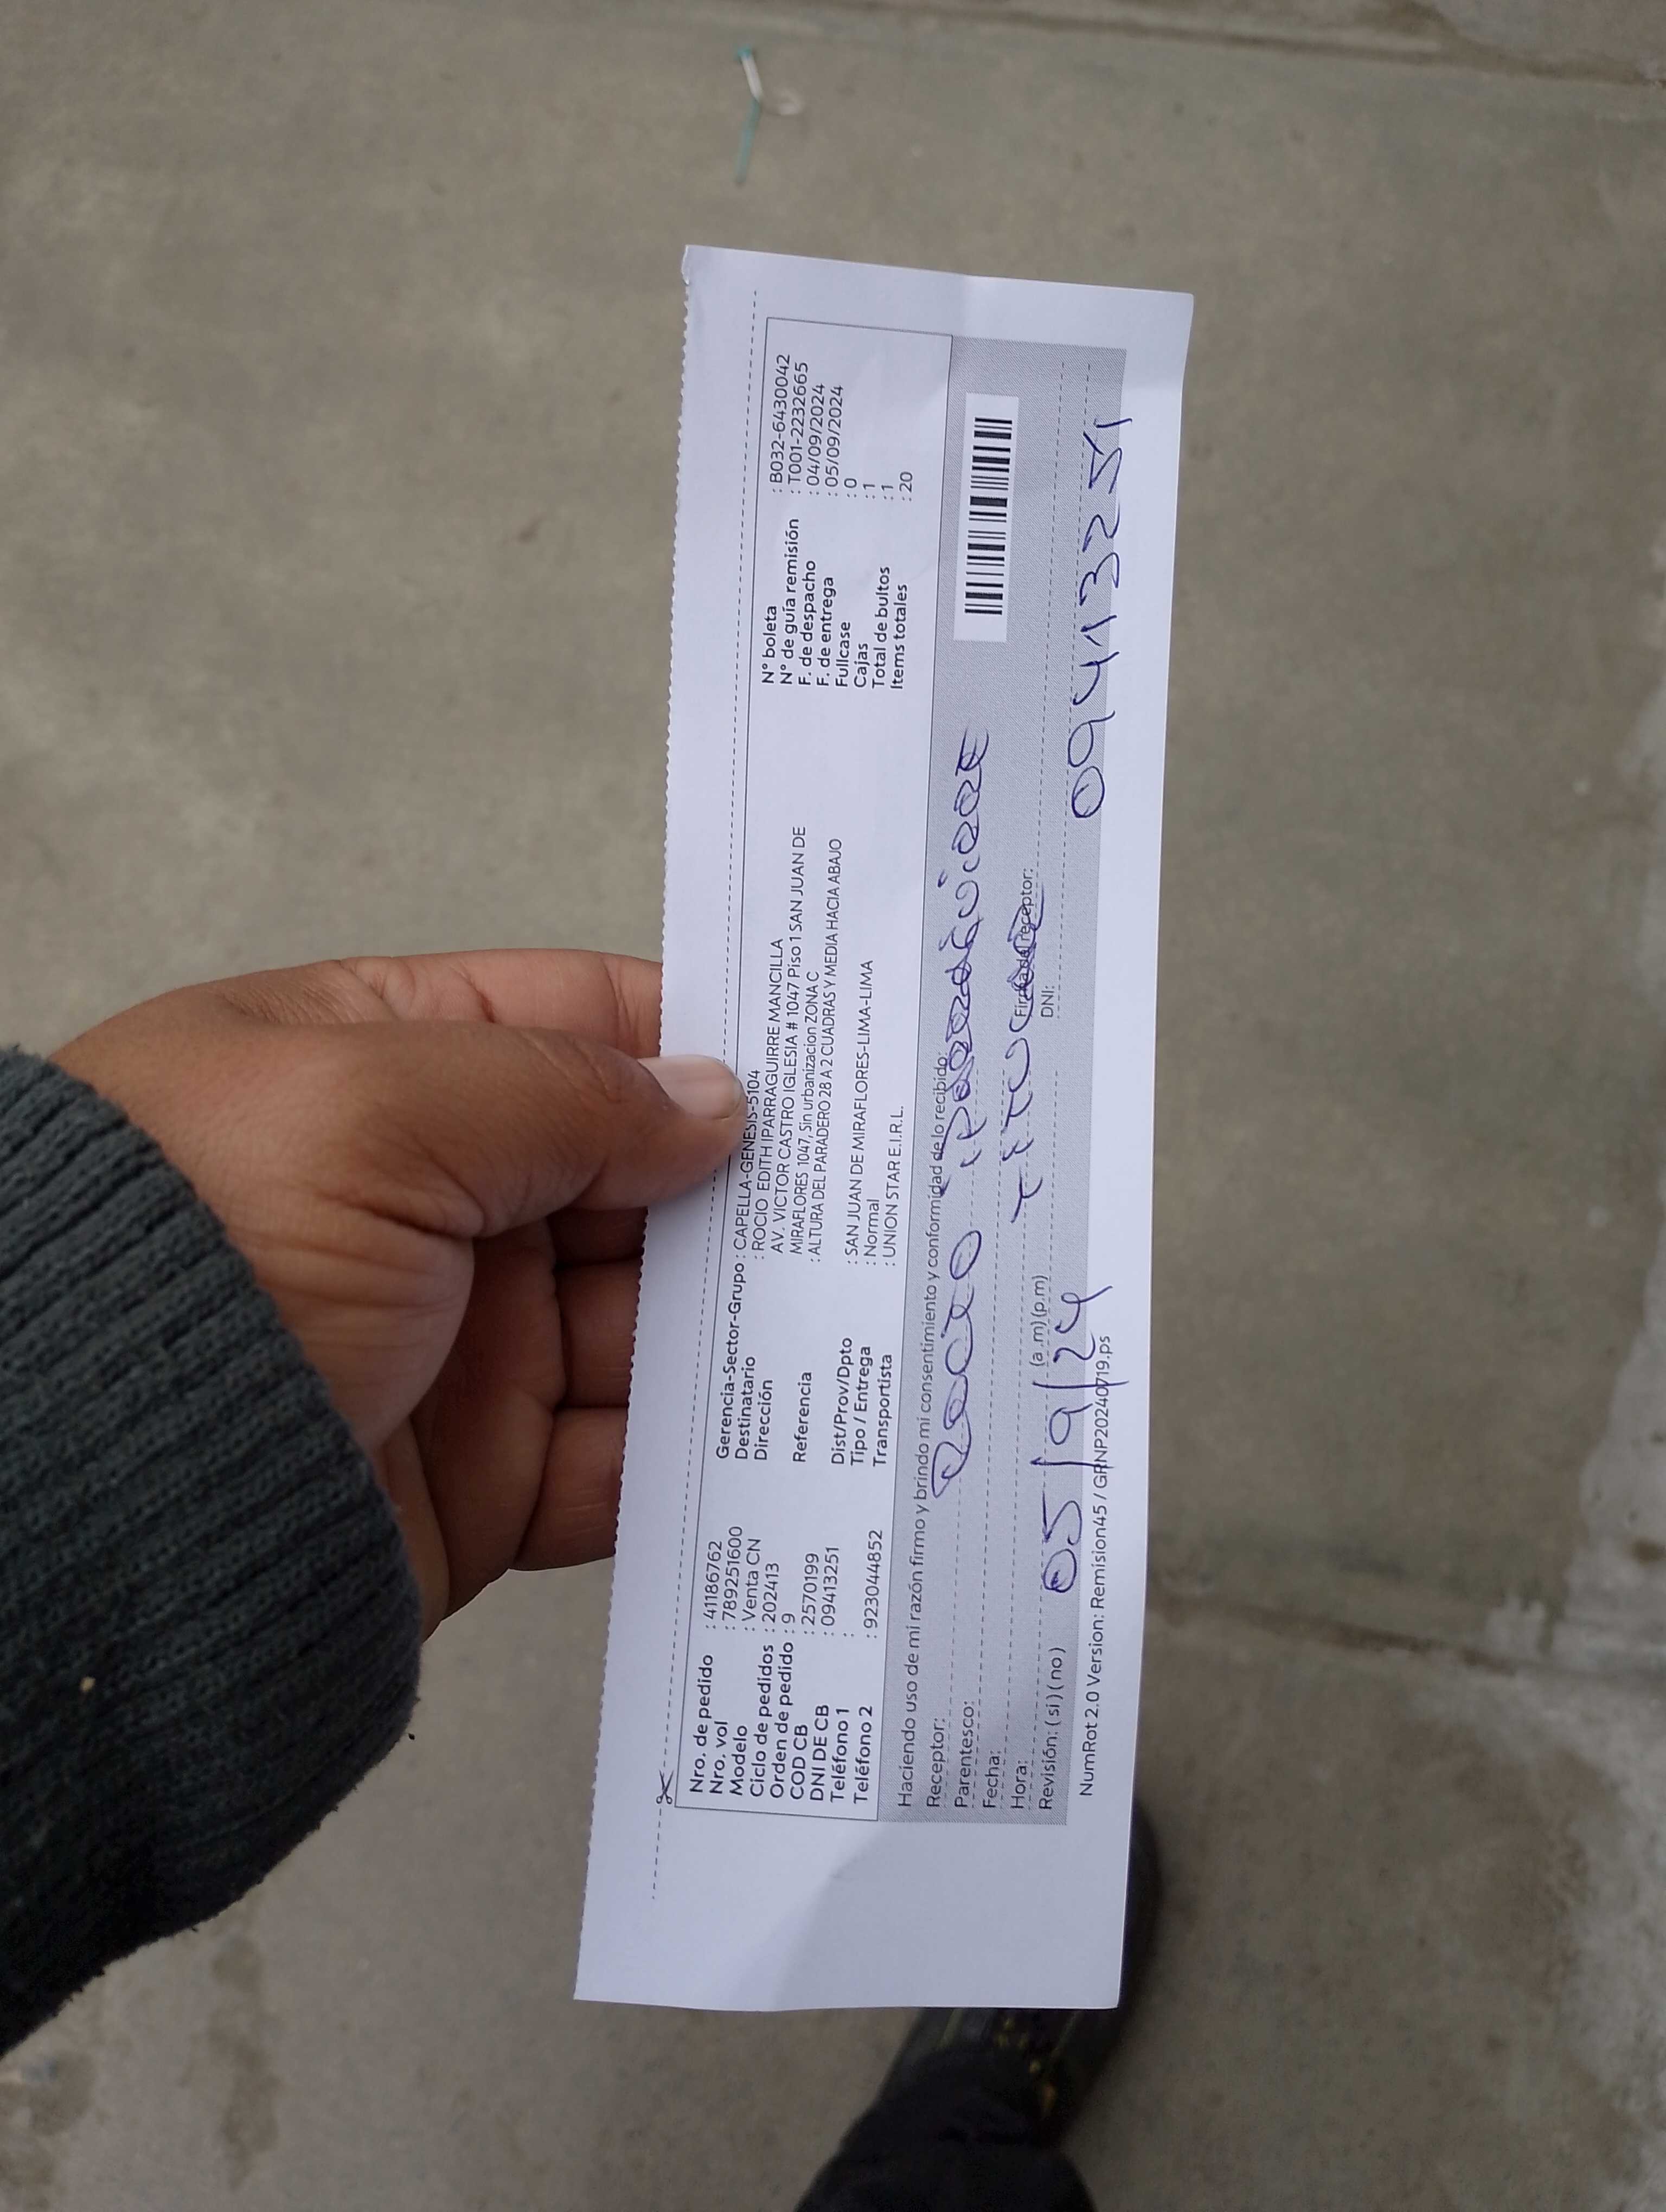 Nro. de pedido : 41186762
Nro. vol : 789251600
Modelo : Venta CN
Ciclo de pedidos : 202413
Orden de pedido : 9
COD CB : 2570199
DNI DE CB : 09413251
Teléfono 1 :
Teléfono 2 : 923044852
Gerencia-Sector-Grupo : CAPELLA-GENESIS-5104
Destinatario : ROCIO EDITH IPARRAGUIRRE MANCILLA
Dirección AV. VICTOR CASTRO IGLESIA # 1047 Piso 1 SAN JUAN DE
MIRAFLORES 1047, Sin urbanizacion ZONA C
Referencia : ALTURA DEL PARADERO 28 A 2 CUADRAS Y MEDIA HACIA ABAJO
Dist/Prov/Dpto : SAN JUAN DE MIRAFLORES-LIMA-LIMA
Tipo / Entrega : Normal
Transportista : UNION STAR E.I.R.L.
N° boleta : B032-6430042
N° de guía remisión : T001-2232665
F. de despacho : 04/09/2024
F. de entrega : 05/09/2024
Fullcase : 0
Cajas : 1
Total de bultos : 1
Items totales : 20
Haciendo uso de mi razón firmo y brindo mi consentimiento y conformidad de lo recibido:
Receptor: Rocio
Parentesco:
Fecha:
Firma del receptor:
Hora: (a.m) (p.m)
DNI:
Revisión: ( si ) ( no ) 05/9/24 09413251
NumRot 2.0 Version: Remision45 / GRNP20240719.ps